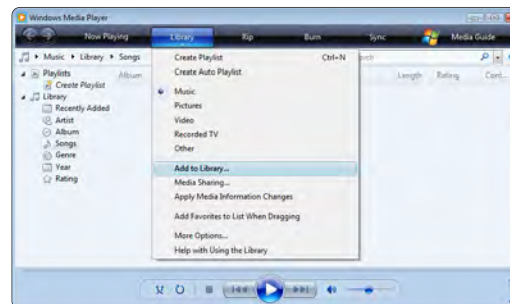 Windows Media Player
Now Playing Library Rip Burn Sync Media Guide
Music Library Songs
Playlists Album Length Rating Cont...
Create Playlist
Library
Recently Added
Artist
Album
Songs
Genre
Year
Rating
Create Playlist Ctrl+N
Create Auto Playlist
Music
Pictures
Video
Recorded TV
Other
Add to Library...
Media Sharing...
Apply Media Information Changes
Add Favorites to List When Dragging
More Options...
Help with Using the Library